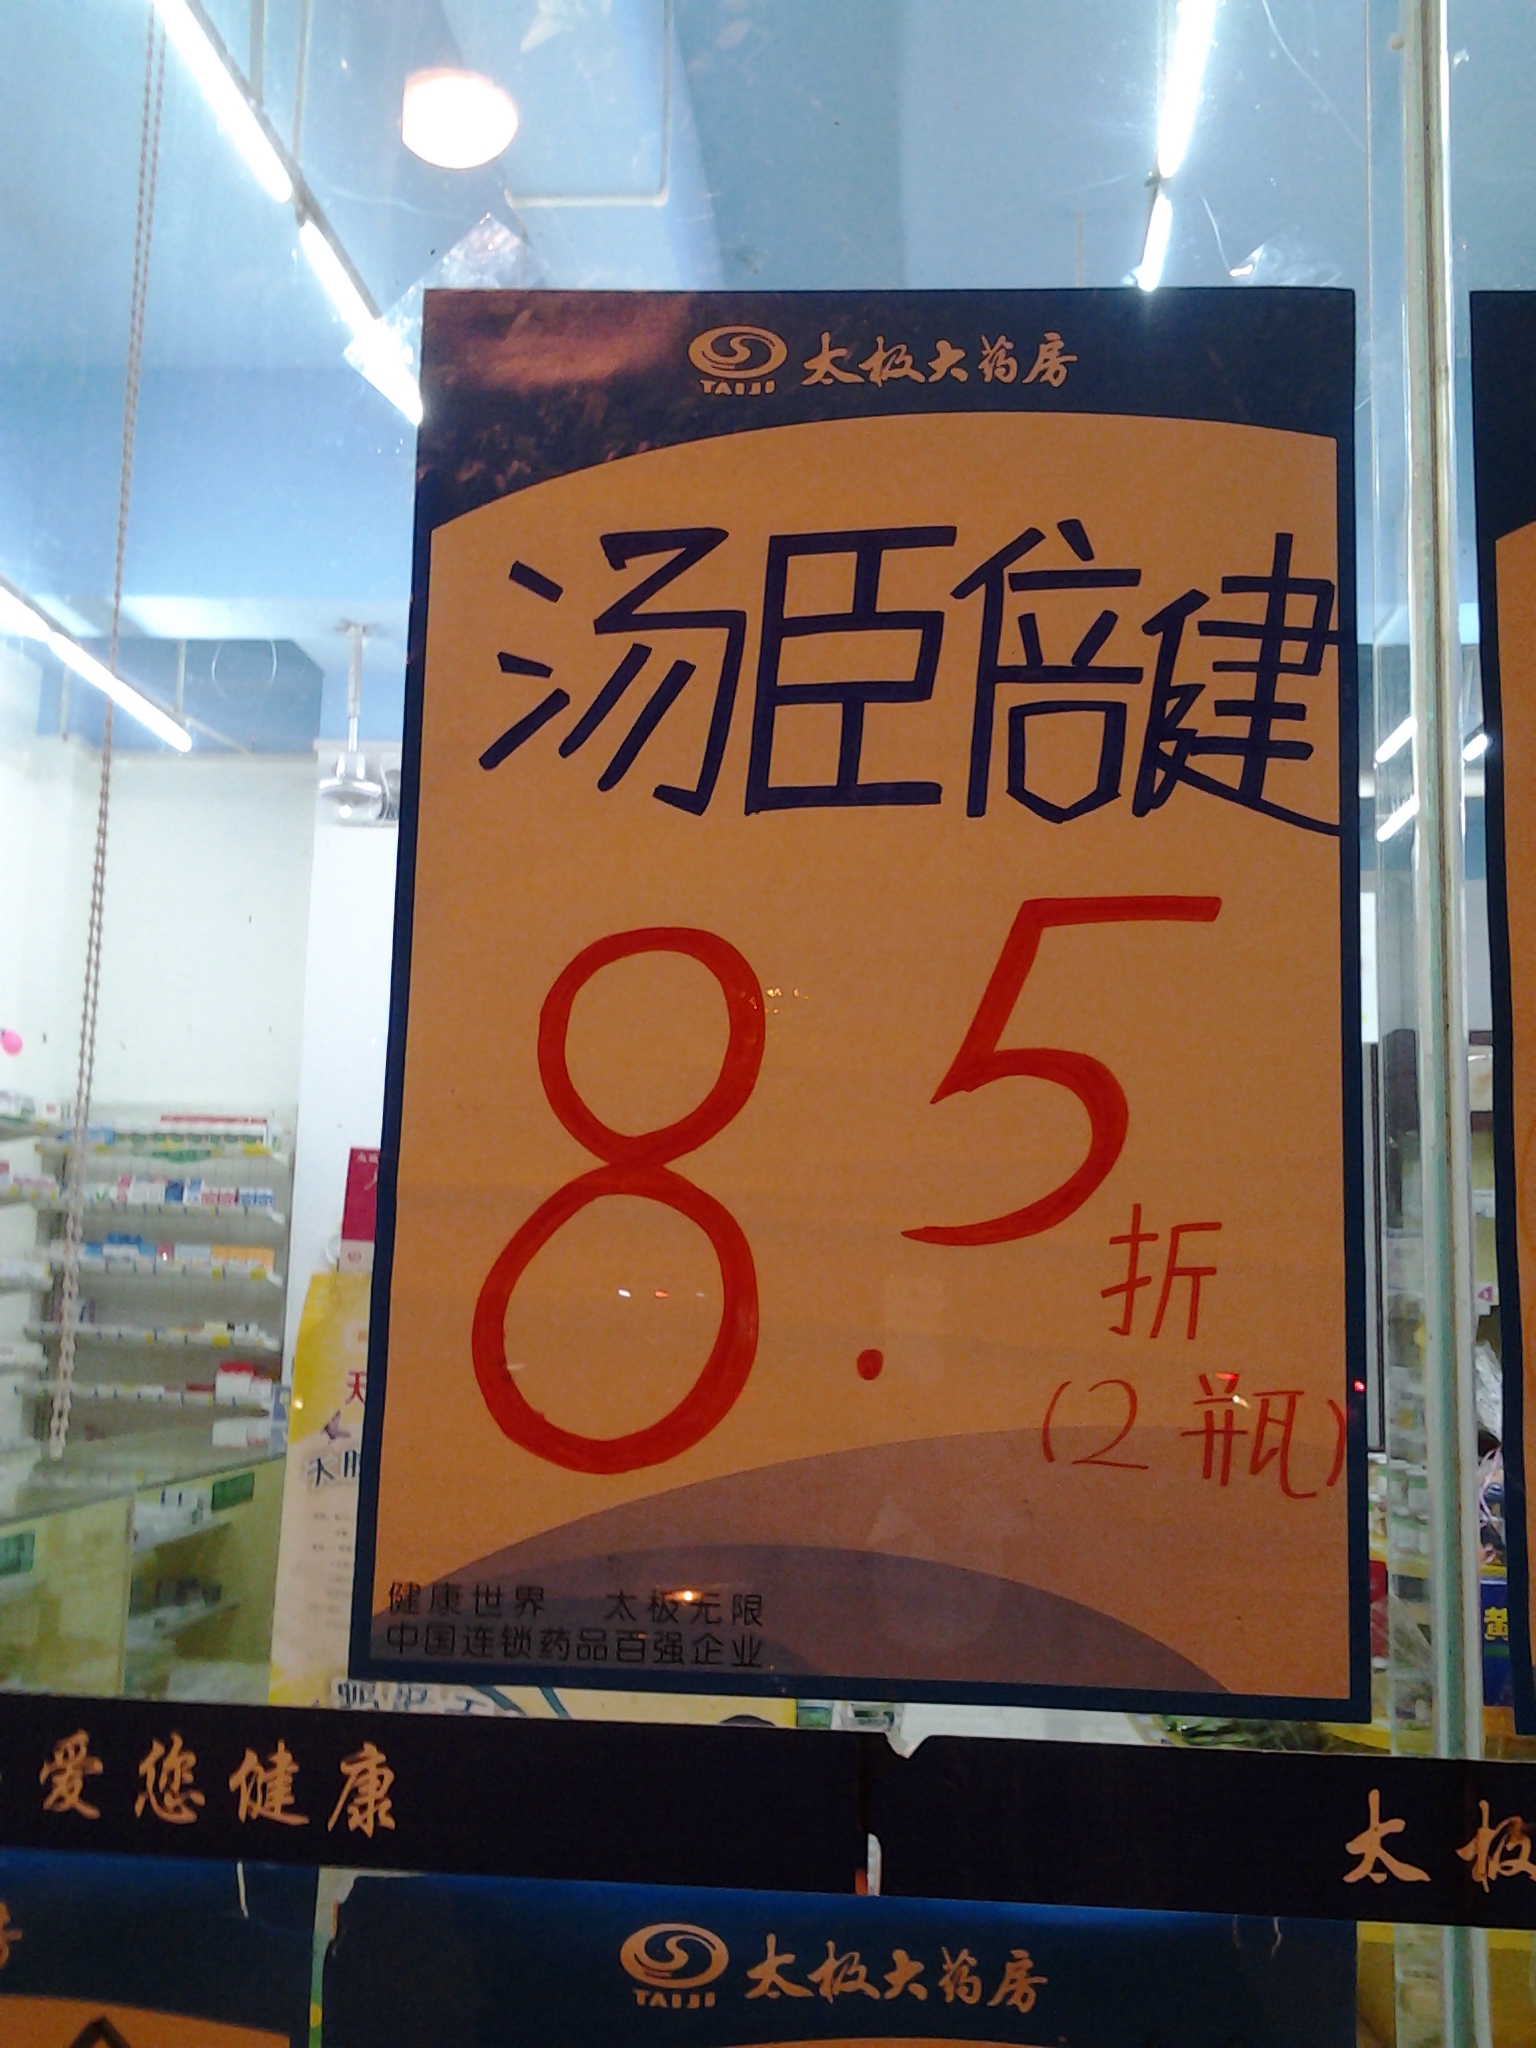 TAIJI 太极大药房
汤臣倍健
8.5折
(2瓶)
健康世界 太极无限
中国连锁药品百强企业
爱您健康
太极
TAIJI 太极大药房